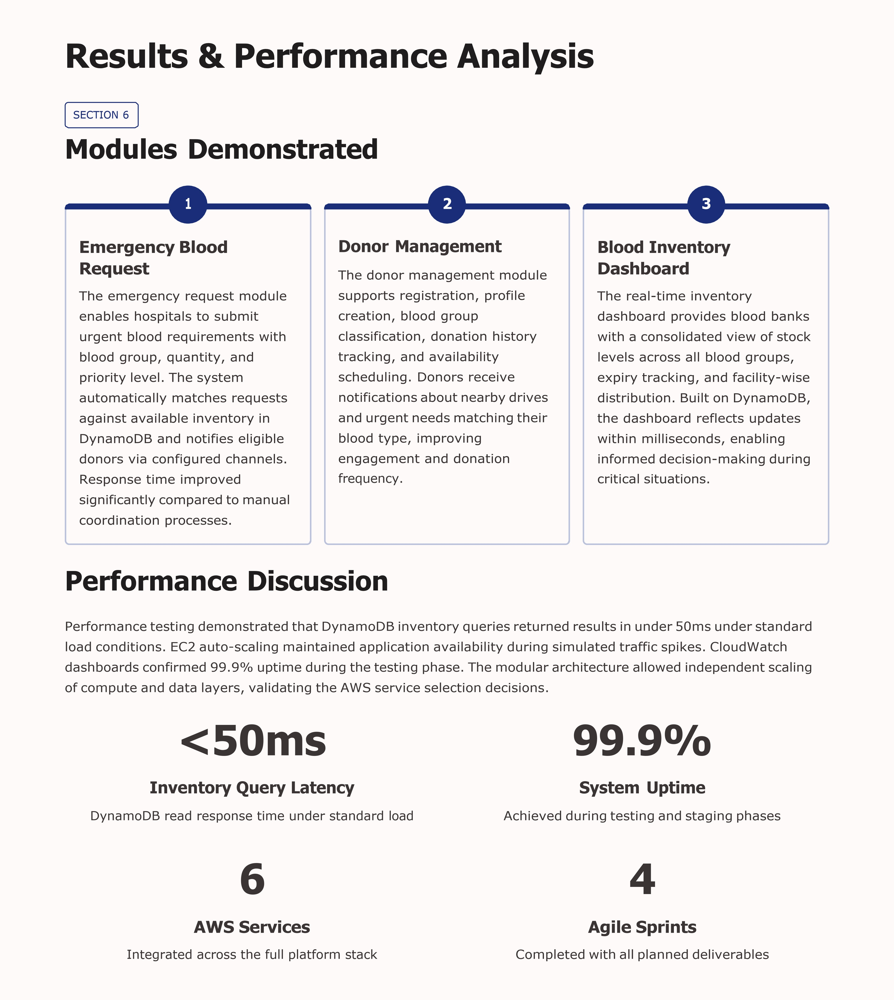 Results & Performance Analysis
SECTION 6
Modules Demonstrated
1
Emergency Blood
Request
The emergency request module
enables hospitals to submit
urgent blood requirements with
blood group, quantity, and
priority level. The system
automatically matches requests
against available inventory in
DynamoDB and notifies eligible
donors via configured channels.
Response time improved
significantly compared to manual
coordination processes.
2
Donor Management
The donor management module
supports registration, profile
creation, blood group
classification, donation history
tracking, and availability
scheduling. Donors receive
notifications about nearby drives
and urgent needs matching their
blood type, improving
engagement and donation
frequency.
3
Blood Inventory
Dashboard
The real-time inventory
dashboard provides blood banks
with a consolidated view of stock
levels across all blood groups,
expiry tracking, and facility-wise
distribution. Built on DynamoDB,
the dashboard reflects updates
within milliseconds, enabling
informed decision-making during
critical situations.
Performance Discussion
Performance testing demonstrated that DynamoDB inventory queries returned results in under 50ms under standard
load conditions. EC2 auto-scaling maintained application availability during simulated traffic spikes. CloudWatch
dashboards confirmed 99.9% uptime during the testing phase. The modular architecture allowed independent scaling
of compute and data layers, validating the AWS service selection decisions.
<50ms
Inventory Query Latency
DynamoDB read response time under standard load
99.9%
System Uptime
Achieved during testing and staging phases
6
AWS Services
Integrated across the full platform stack
4
Agile Sprints
Completed with all planned deliverables